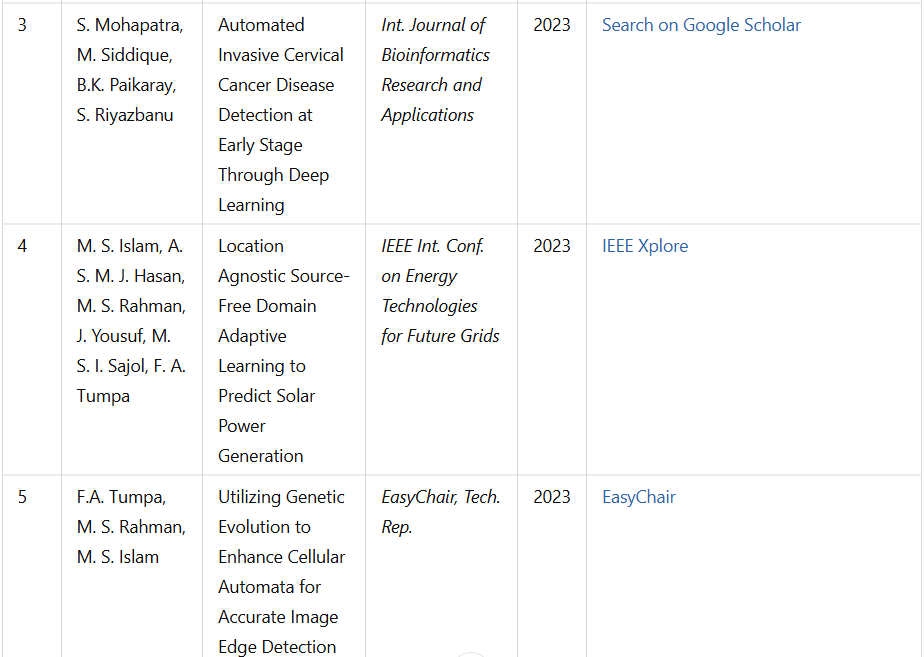 3
S. Mohapatra,
M. Siddique,
B.K. Paikaray,
S. Riyazbanu
Automated
Invasive Cervical
Cancer Disease
Detection at
Early Stage
Through Deep
Learning
Int. Journal of
Bioinformatics
Research and
Applications
2023
Search on Google Scholar
4
M. S. Islam, A.
S. M. J. Hasan,
M. S. Rahman,
J. Yousuf, M.
S. I. Sajol, F. A.
Tumpa
Location
Agnostic Source-
Free Domain
Adaptive
Learning to
Predict Solar
Power
Generation
IEEE Int. Conf.
on Energy
Technologies
for Future Grids
2023
IEEE Xplore
5
F.A. Tumpa,
M. S. Rahman,
M. S. Islam
Utilizing Genetic
Evolution to
Enhance Cellular
Automata for
Accurate Image
Edge Detection
EasyChair, Tech.
Rep.
2023
EasyChair